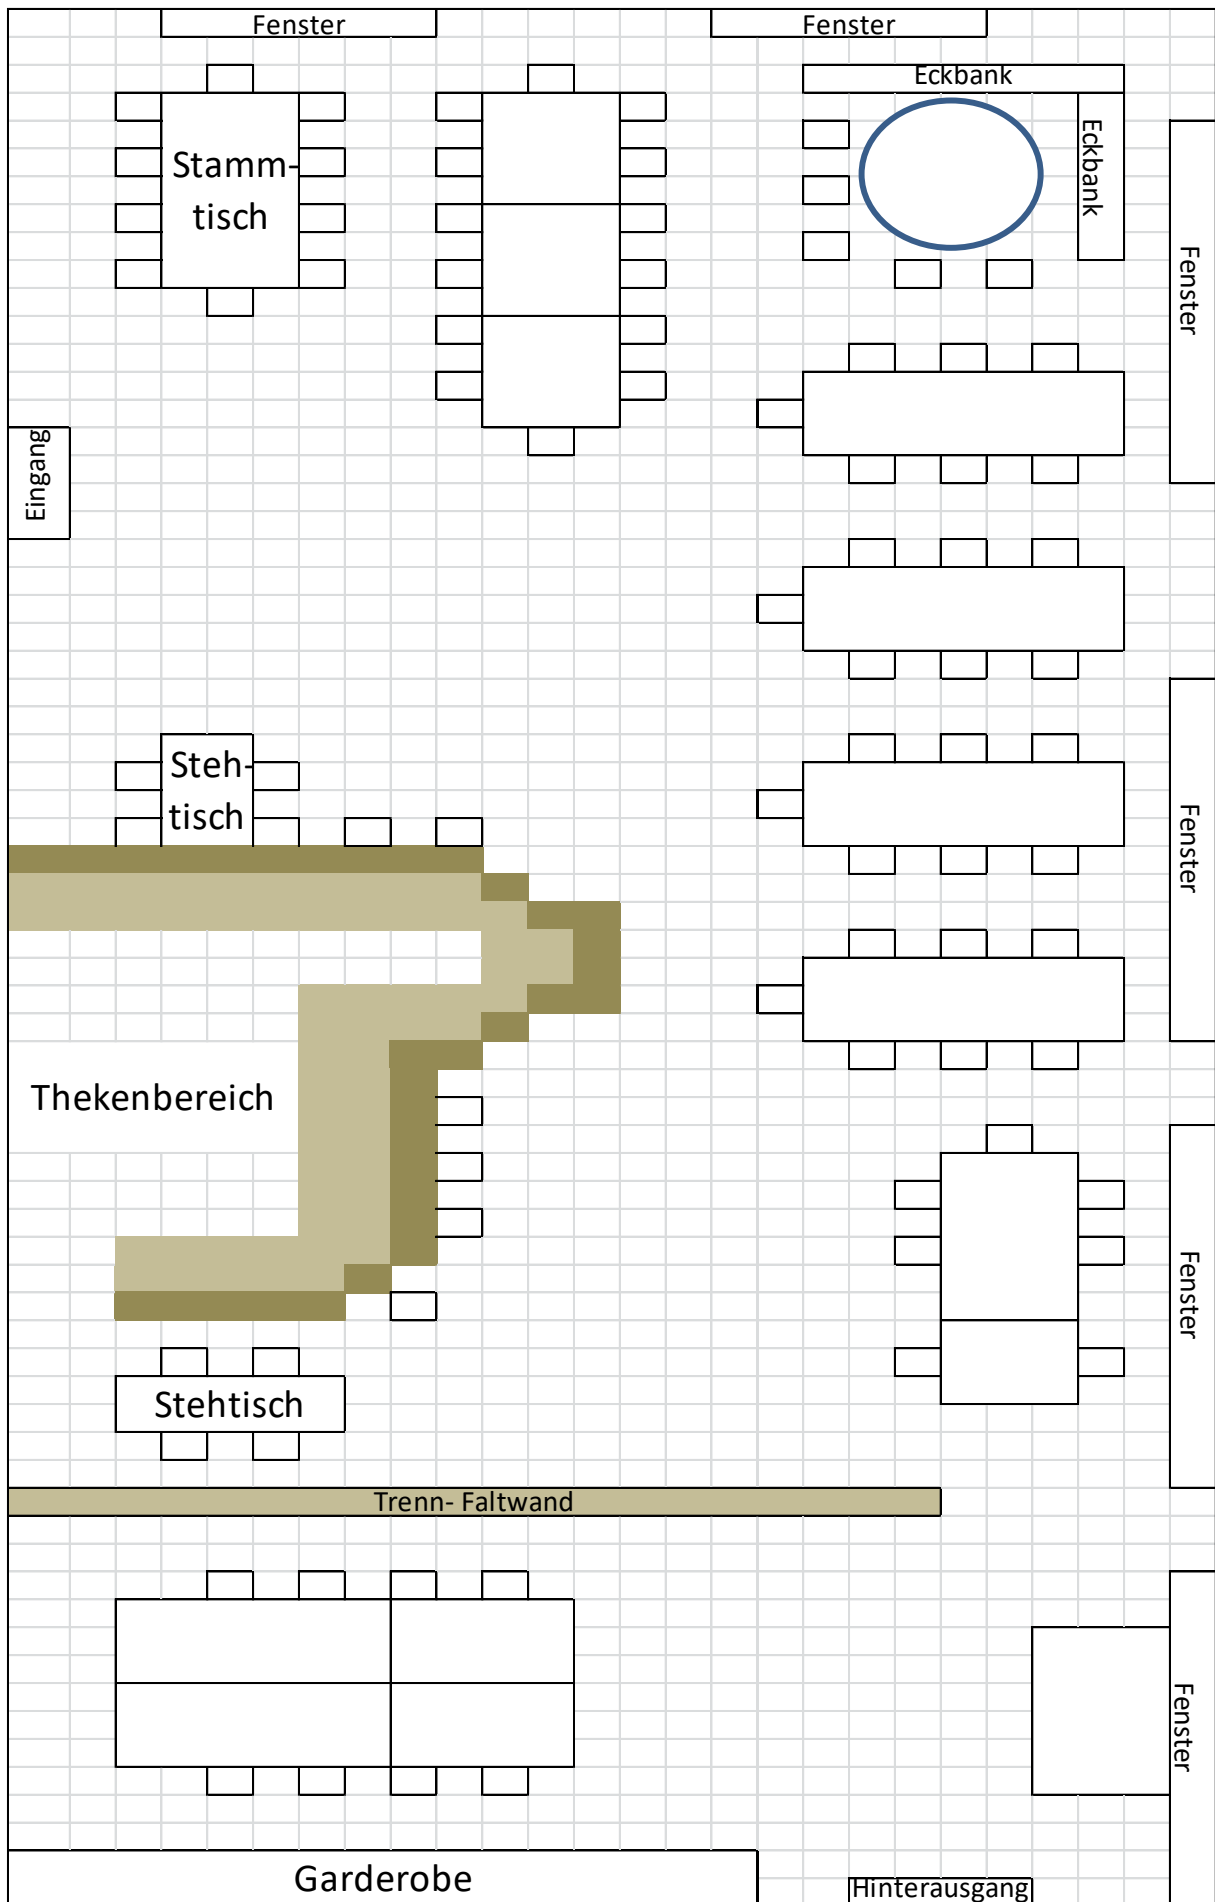 Fenster
Fenster
Eckbank
Eckbank
Stamm-
tisch
Fenster
Eingang
Steh-
tisch
Fenster
Thekenbereich
Fenster
Stehtisch
Trenn- Faltwand
Fenster
Garderobe
Hinterausgang